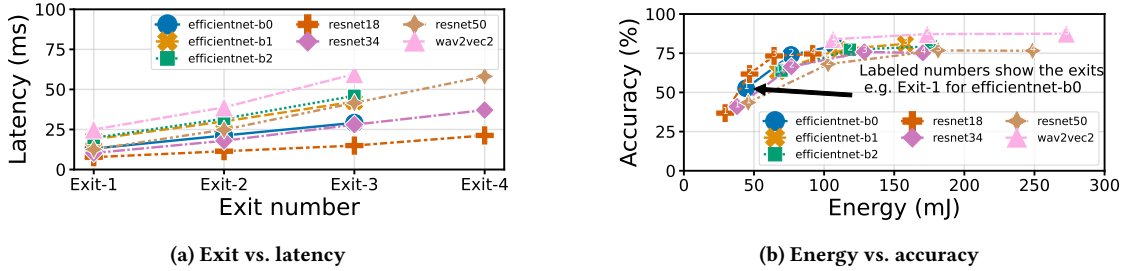 Latency (ms)
100
75
50
25
0
efficientnet-b0
efficientnet-b1
efficientnet-b2
resnet18
resnet34
resnet50
wav2vec2
Exit-1
Exit-2
Exit-3
Exit-4
Exit number
(a) Exit vs. latency
Accuracy (%)
100
75
50
25
0
Labeled numbers show the exits
e.g. Exit-1 for efficientnet-b0
efficientnet-b0
efficientnet-b1
efficientnet-b2
resnet18
resnet34
resnet50
wav2vec2
0
50
100
150
200
250
300
Energy (mJ)
(b) Energy vs. accuracy